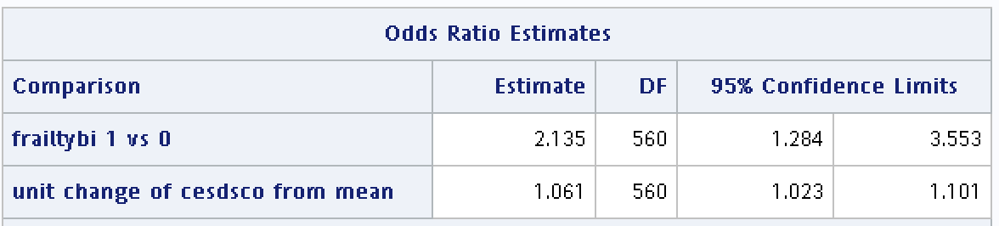 Odds Ratio Estimates
Comparison Estimate DF 95% Confidence Limits
frailtybi 1 vs 0 2.135 560 1.284 3.553
unit change of cesdsco from mean 1.061 560 1.023 1.101